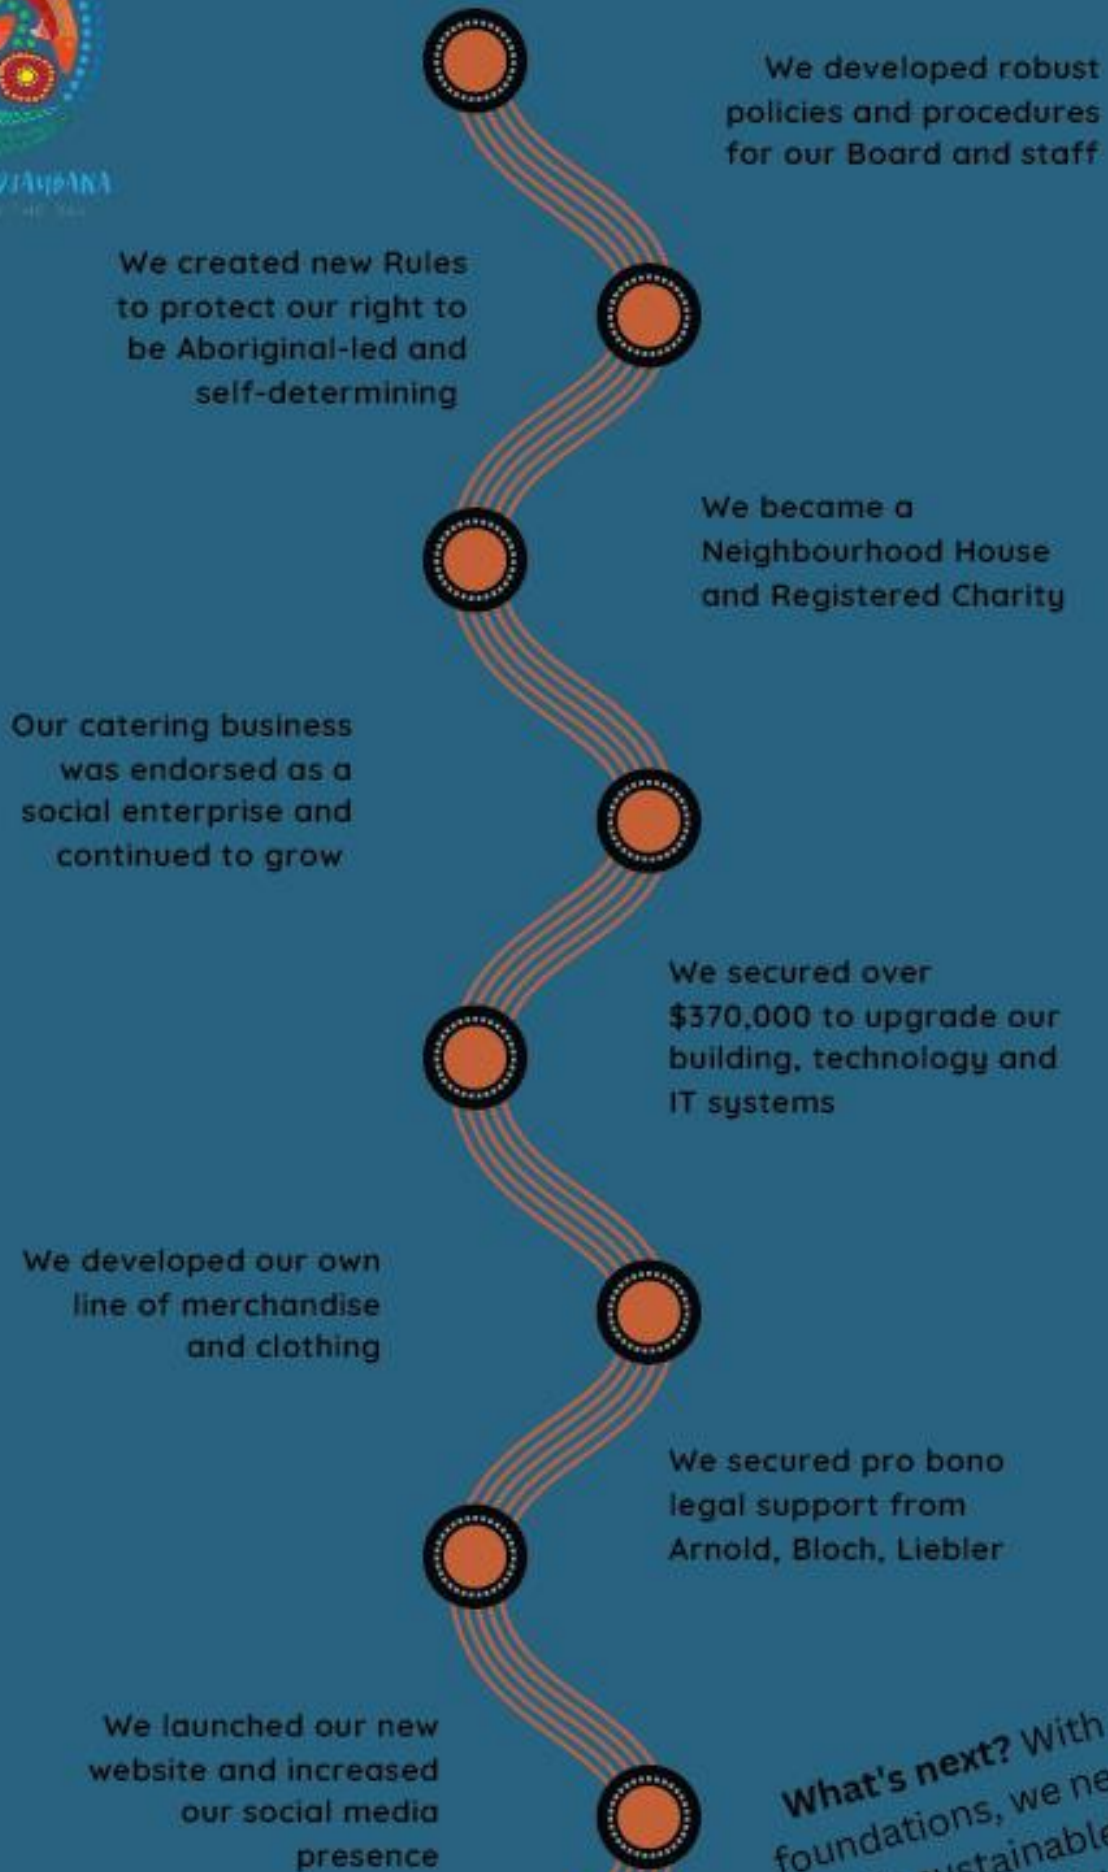 We developed robust
policies and procedures
for our Board and staff
We created new Rules
to protect our right to
be Aboriginal-led and
self-determining
We became a
Neighbourhood House
and Registered Charity
Our catering business
was endorsed as a
social enterprise and
continued to grow
We secured over
$370,000 to upgrade our
building, technology and
IT systems
We developed our own
line of merchandise
and clothing
We secured pro bono
legal support from
Arnold, Bloch, Liebler
We launched our new
website and increased
our social media
presence
What's next? With
foundations, we ne